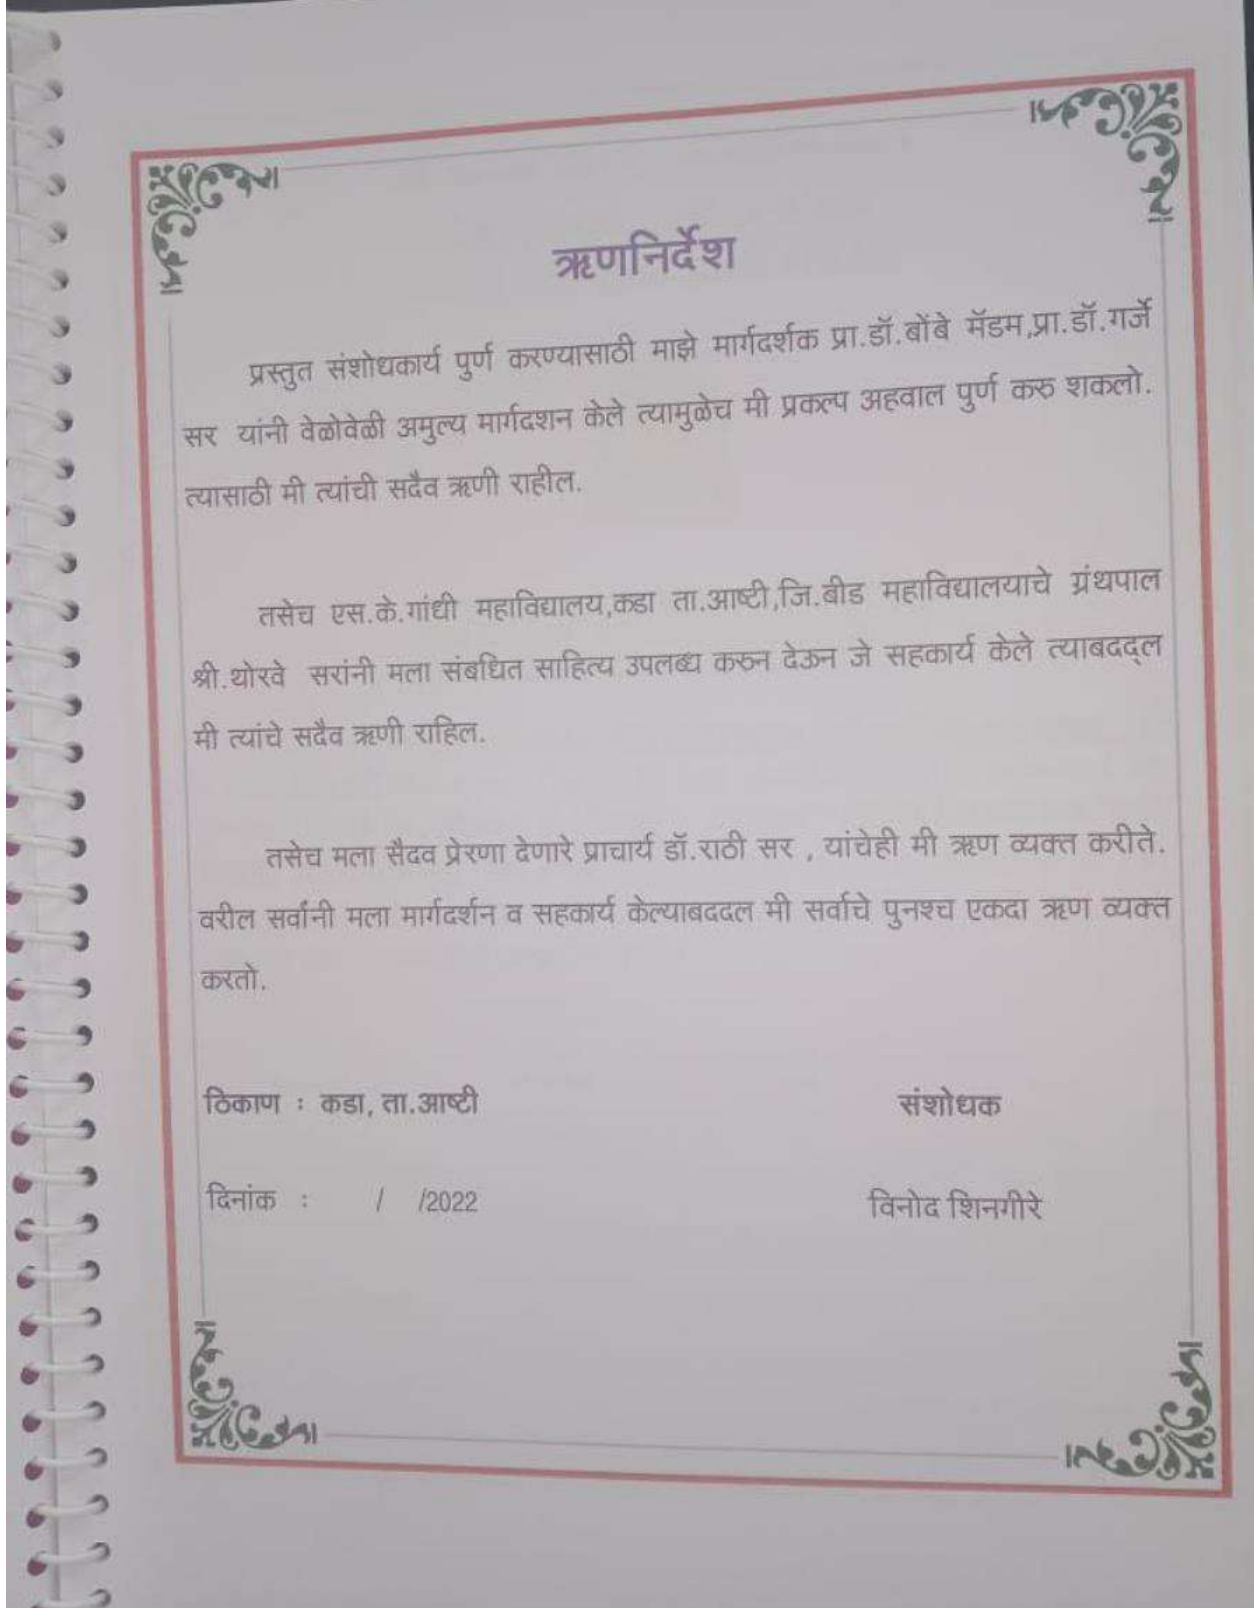 ऋणनिर्देश
प्रस्तुत संशोधकार्य पुर्ण करण्यासाठी माझे मार्गदर्शक प्रा.डॉ.बोंबे मॅडम,प्रा.डॉ.गर्जे
सर यांनी वेळोवेळी अमुल्य मार्गदशन केले त्यामुळेच मी प्रकल्प अहवाल पुर्ण करु शकलो.
त्यासाठी मी त्यांची सदैव ऋणी राहील.
तसेच एस.के.गांधी महाविद्यालय,कडा ता.आष्टी,जि.बीड महाविद्यालयाचे ग्रंथपाल
श्री.थोरवे सरांनी मला संबधित साहित्य उपलब्ध करुन देऊन जे सहकार्य केले त्याबदद्ल
मी त्यांचे सदैव ऋणी राहिल.
तसेच मला सैदव प्रेरणा देणारे प्राचार्य डॉ.राठी सर , यांचेही मी ऋण व्यक्त करीते.
वरील सर्वांनी मला मार्गदर्शन व सहकार्य केल्याबददल मी सर्वाचे पुनश्च एकदा ऋण व्यक्त
करतो.
ठिकाण : कडा, ता.आष्टी संशोधक
दिनांक : / /2022 विनोद शिनगीरे